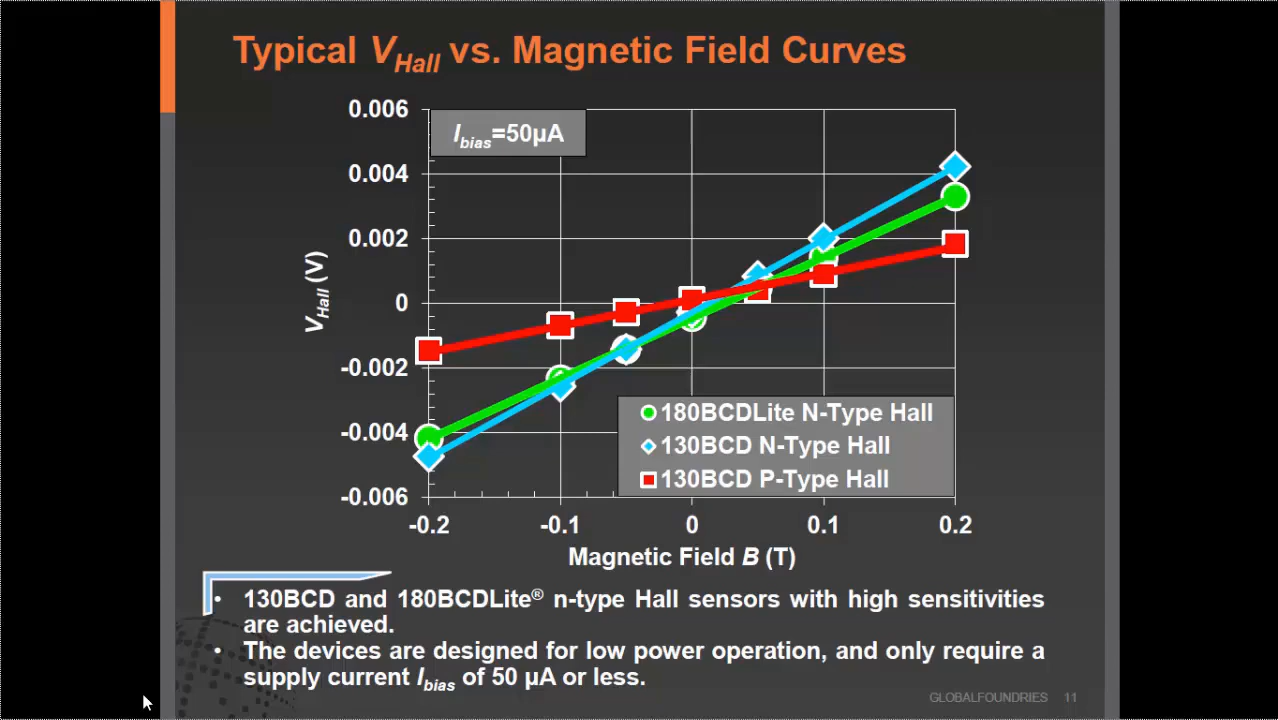 Typical VHall vs. Magnetic Field Curves
Ibias=50µA
0.006
0.004
0.002
0
-0.002
-0.004
-0.006
VHall (V)
180BCDLite N-Type Hall
130BCD N-Type Hall
130BCD P-Type Hall
-0.2 -0.1 0 0.1 0.2
Magnetic Field B (T)
• 130BCD and 180BCDLite® n-type Hall sensors with high sensitivities
are achieved.
• The devices are designed for low power operation, and only require a
supply current Ibias of 50 µA or less.
GLOBALFOUNDRIES 11